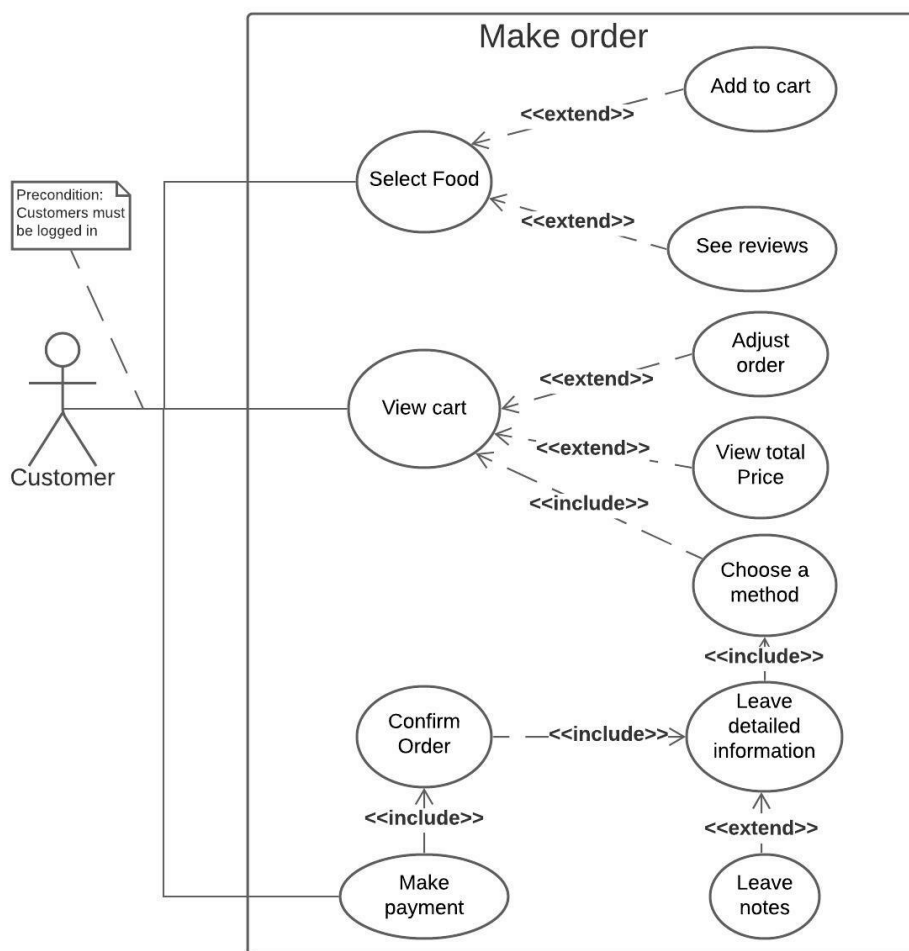 Make order
Add to cart
<<extend>>
Select Food
Precondition:
Customers must
be logged in
<<extend>>
See reviews
Adjust
order
<<extend>>
View cart
<<extend>>
View total
Price
Customer
<<include>>
Choose a
method
<<include>>
Confirm
Order
<<include>>
Leave
detailed
information
<<include>>
<<extend>>
Make
payment
Leave
notes